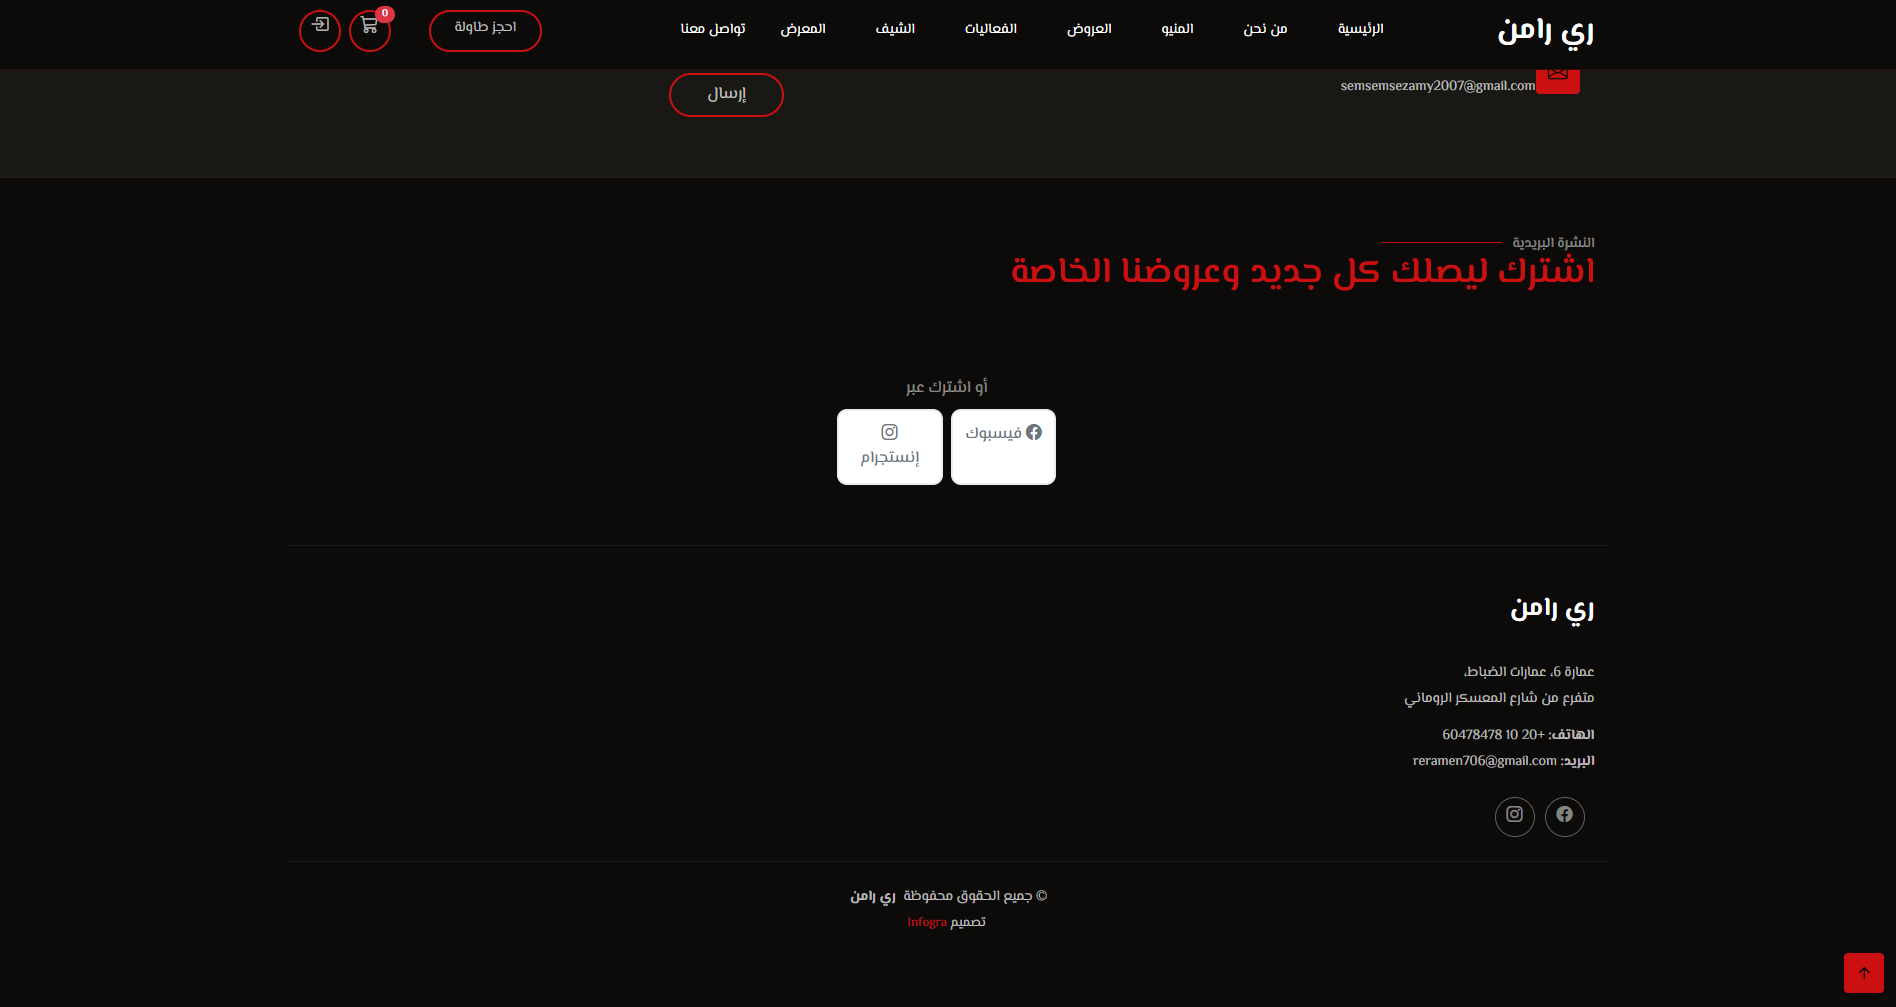 ري رامن
الرئيسية
من نحن
المنيو
العروض
الفعاليات
الشيف
المعرض
تواصل معنا
احجز طاولة
0
semsemsezamy2007@gmail.com
إرسال
النشرة البريدية
اشترك ليصلك كل جديد وعروضنا الخاصة
أو اشترك عبر
فيسبوك
إنستجرام
ري رامن
عمارة 6، عمارات الضباط،
متفرع من شارع المعسكر الروماني
الهاتف: +20 10 60478478
البريد: reramen706@gmail.com
© جميع الحقوق محفوظة ري رامن
تصميم Infogra